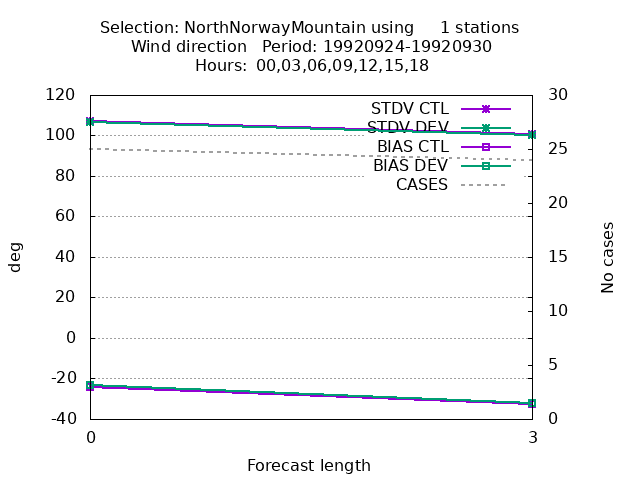 Selection: NorthNorwayMountain using 1 stations
Wind direction Period: 19920924-19920930
Hours: 00,03,06,09,12,15,18
120
100
80
60
40
20
0
-20
-40
30
25
20
15
10
5
0
STDV CTL
STDV DEV
BIAS CTL
BIAS DEV
CASES
deg
No cases
0 3
Forecast length